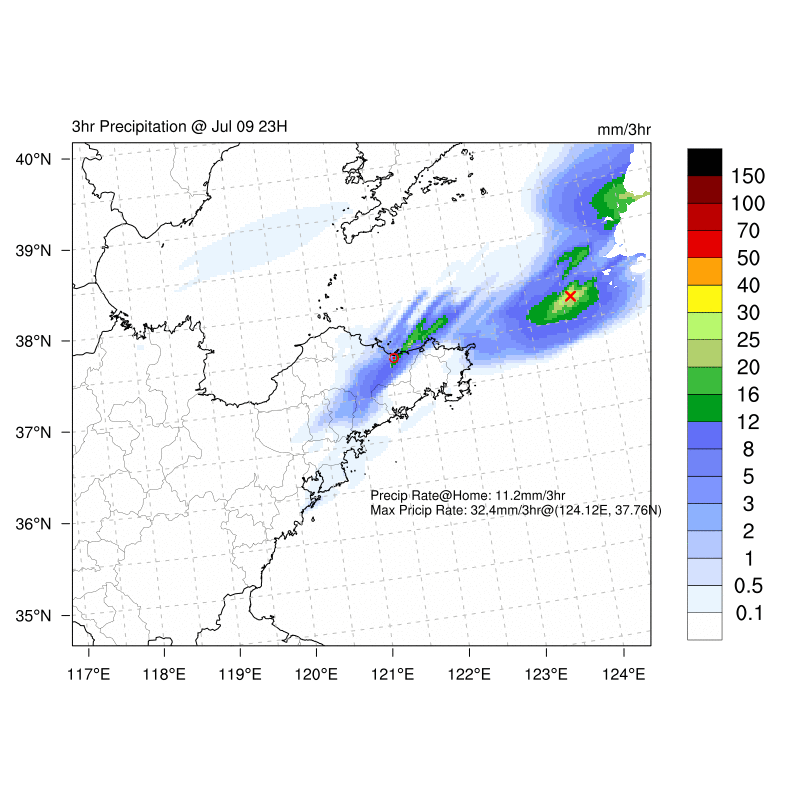 3hr Precipitation @ Jul 09 23H
mm/3hr
40°N
39°N
38°N
37°N
36°N
35°N
117°E
118°E
119°E
120°E
121°E
122°E
123°E
124°E
Precip Rate@Home: 11.2mm/3hr
Max Pricip Rate: 32.4mm/3hr@(124.12E, 37.76N)
150
100
70
50
40
30
25
20
16
12
8
5
3
2
1
0.5
0.1